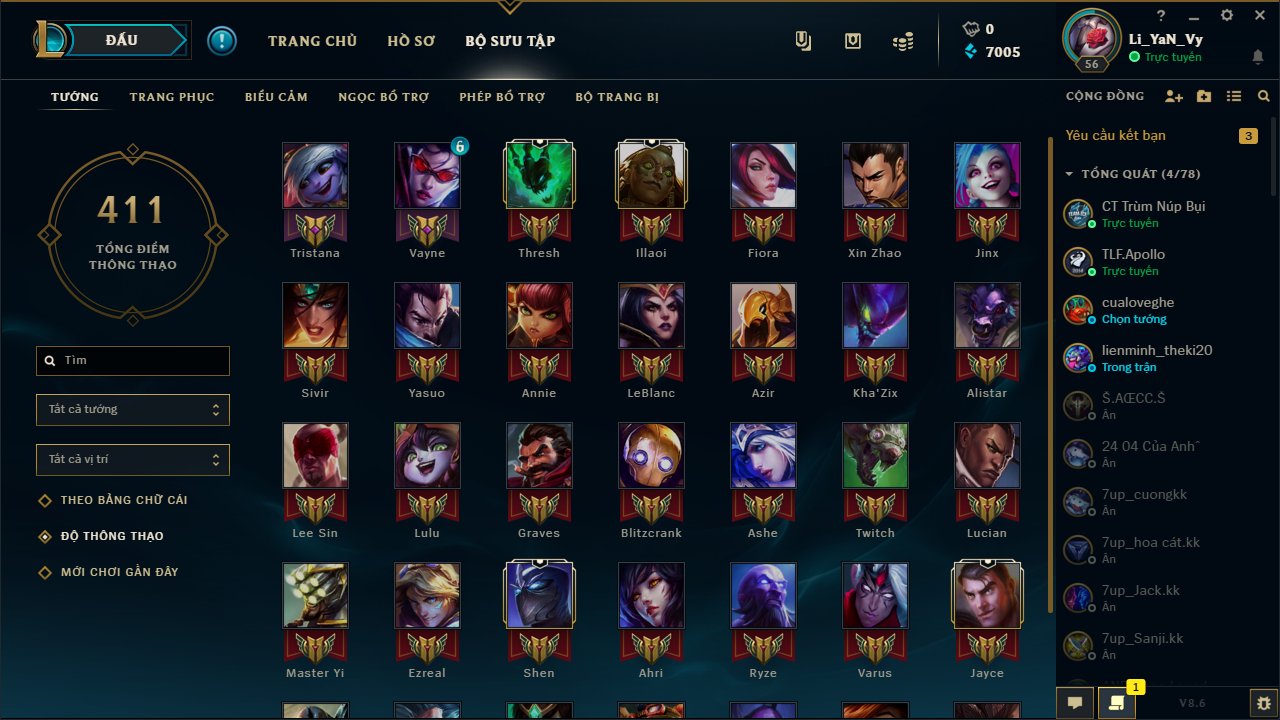 ĐẤU
TRANG CHỦ
HỒ SƠ
BỘ SƯU TẬP
0
7005
56
Li_YaN_Vy
Trực tuyến
TƯỚNG
TRANG PHỤC
BIỂU CẢM
NGỌC BỔ TRỢ
PHÉP BỔ TRỢ
BỘ TRANG BỊ
CỘNG ĐỒNG
411
TỔNG ĐIỂM
THÔNG THẠO
Tìm
Tất cả tướng
Tất cả vị trí
THEO BẢNG CHỮ CÁI
ĐỘ THÔNG THẠO
MỚI CHƠI GẦN ĐÂY
6
Tristana
Vayne
Thresh
Illaoi
Fiora
Xin Zhao
Jinx
Sivir
Yasuo
Annie
LeBlanc
Azir
Kha'Zix
Alistar
Lee Sin
Lulu
Graves
Blitzcrank
Ashe
Twitch
Lucian
Master Yi
Ezreal
Shen
Ahri
Ryze
Varus
Jayce
Yêu cầu kết bạn
3
TỔNG QUÁT (4/78)
CT Trùm Núp Bụi
Trực tuyến
TLF.Apollo
Trực tuyến
cualoveghe
Chọn tướng
lienminh_theki20
Trong trận
Š.AŒCC.Š
Ẩn
24 04 Của Anhˆ
Ẩn
7up_cuongkk
Ẩn
7up_hoa cát.kk
Ẩn
7up_Jack.kk
Ẩn
7up_Sanji.kk
Ẩn
1
V8.6